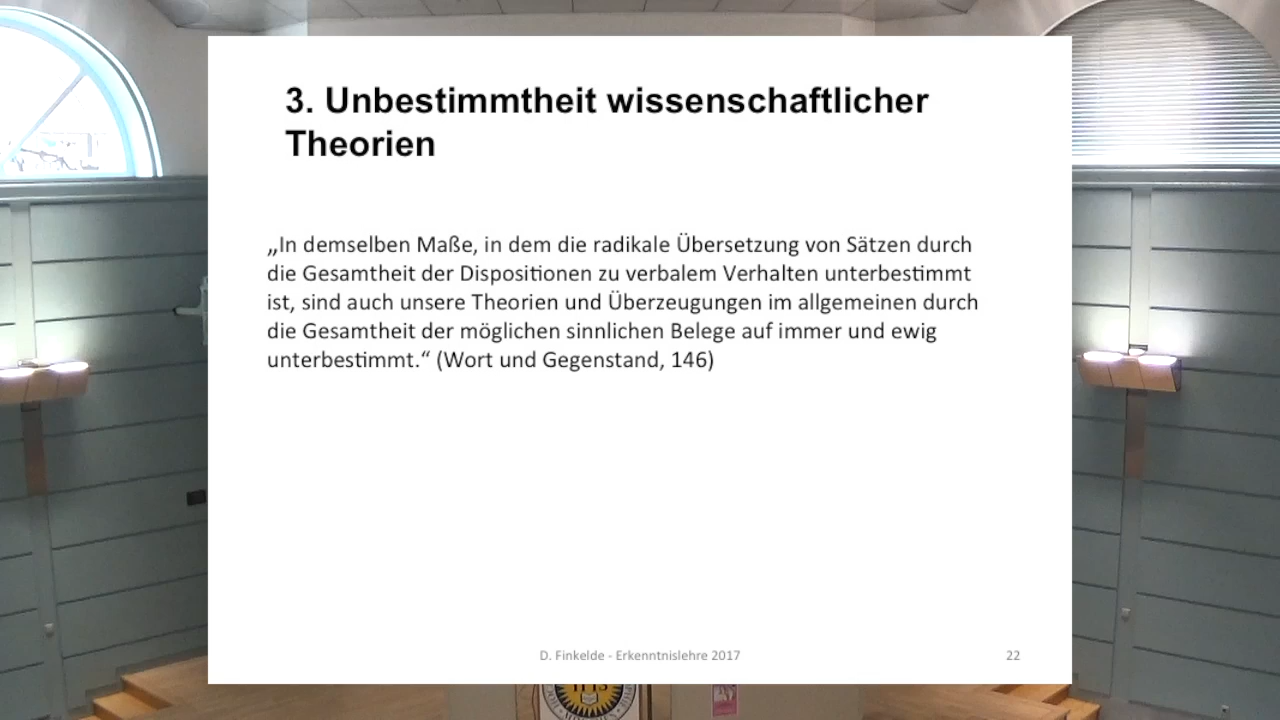 3. Unbestimmtheit wissenschaftlicher
Theorien
„In demselben Maße, in dem die radikale Übersetzung von Sätzen durch
die Gesamtheit der Dispositionen zu verbalem Verhalten unterbestimmt
ist, sind auch unsere Theorien und Überzeugungen im allgemeinen durch
die Gesamtheit der möglichen sinnlichen Belege auf immer und ewig
unterbestimmt.“ (Wort und Gegenstand, 146)
D. Finkelde - Erkenntnislehre 2017
22